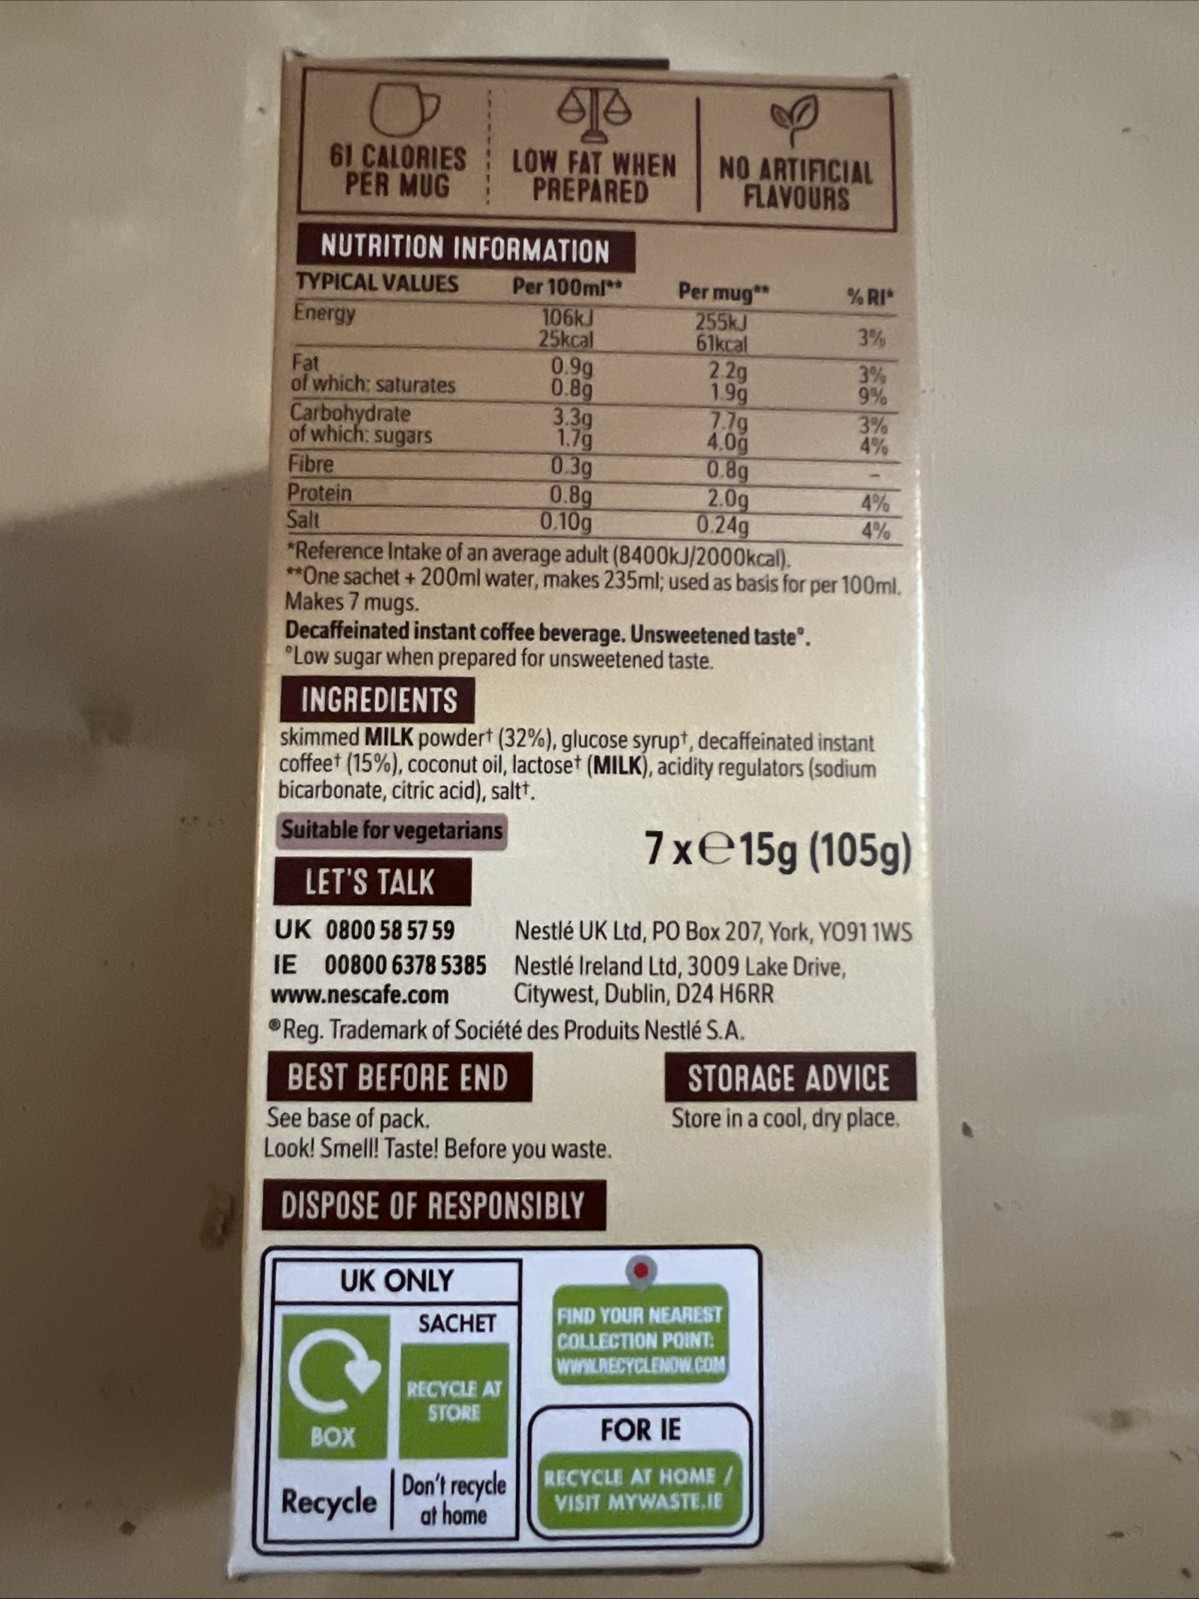 61 CALORIES
PER MUG
LOW FAT WHEN
PREPARED
NO ARTIFICIAL
FLAVOURS
NUTRITION INFORMATION
TYPICAL VALUES Per 100ml** Per mug** % RI*
Energy 106kJ 255kJ
25kcal 61kcal 3%
Fat 0.9g 2.2g 3%
of which: saturates 0.8g 1.9g 9%
Carbohydrate 3.3g 7.7g 3%
of which: sugars 1.7g 4.0g 4%
Fibre 0.3g 0.8g -
Protein 0.8g 2.0g 4%
Salt 0.10g 0.24g 4%
*Reference Intake of an average adult (8400kJ/2000kcal).
**One sachet + 200ml water, makes 235ml; used as basis for per 100ml.
Makes 7 mugs.
Decaffeinated instant coffee beverage. Unsweetened taste°.
°Low sugar when prepared for unsweetened taste.
INGREDIENTS
skimmed MILK powder† (32%), glucose syrup†, decaffeinated instant
coffee† (15%), coconut oil, lactose† (MILK), acidity regulators (sodium
bicarbonate, citric acid), salt†.
Suitable for vegetarians
7 x ℮ 15g (105g)
LET'S TALK
UK 0800 58 57 59 Nestlé UK Ltd, PO Box 207, York, YO91 1WS
IE 00800 6378 5385 Nestlé Ireland Ltd, 3009 Lake Drive,
www.nescafe.com Citywest, Dublin, D24 H6RR
®Reg. Trademark of Société des Produits Nestlé S.A.
BEST BEFORE END
See base of pack.
Look! Smell! Taste! Before you waste.
STORAGE ADVICE
Store in a cool, dry place.
DISPOSE OF RESPONSIBLY
UK ONLY
BOX
Recycle
SACHET
RECYCLE AT
STORE
Don't recycle
at home
FIND YOUR NEAREST
COLLECTION POINT:
WWW.RECYCLENOW.COM
FOR IE
RECYCLE AT HOME /
VISIT MYWASTE.IE